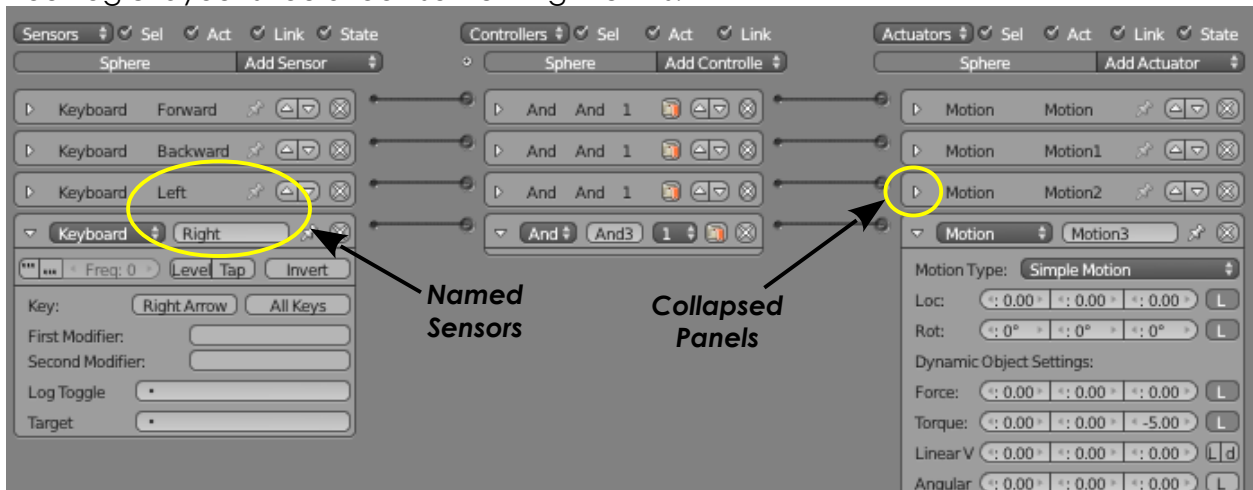 Sensors Sel Act Link State Controllers Sel Act Link Actuators Sel Act Link State
Sphere Add Sensor Sphere Add Controlle Sphere Add Actuator
Keyboard Forward And And 1 Motion Motion
Keyboard Backward And And 1 Motion Motion1
Keyboard Left And And 1 Motion Motion2
Keyboard Right And And3 1 Motion Motion3
Freq: 0 Level Tap Invert Motion Type: Simple Motion
Key: Right Arrow All Keys Loc: : 0.00 : 0.00 : 0.00 L
First Modifier: Rot: : 0° : 0° : 0° L
Second Modifier: Dynamic Object Settings:
Log Toggle Force: : 0.00 : 0.00 : 0.00 L
Target Torque: : 0.00 : 0.00 -5.00 L
Linear V : 0.00 : 0.00 : 0.00 L d
Angular : 0.00 : 0.00 : 0.00 L
Named
Sensors
Collapsed
Panels